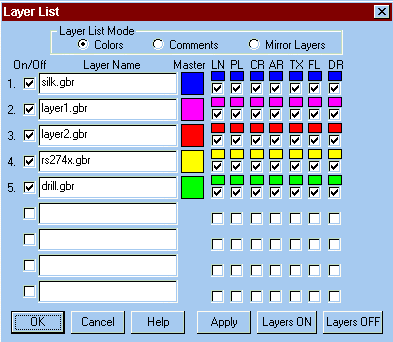 Layer List
Layer List Mode
Colors Comments Mirror Layers
On/Off Layer Name Master LN PL CR AR TX FL DR
1. silk.gbr
2. layer1.gbr
3. layer2.gbr
4. rs274x.gbr
5. drill.gbr
OK Cancel Help Apply Layers ON Layers OFF